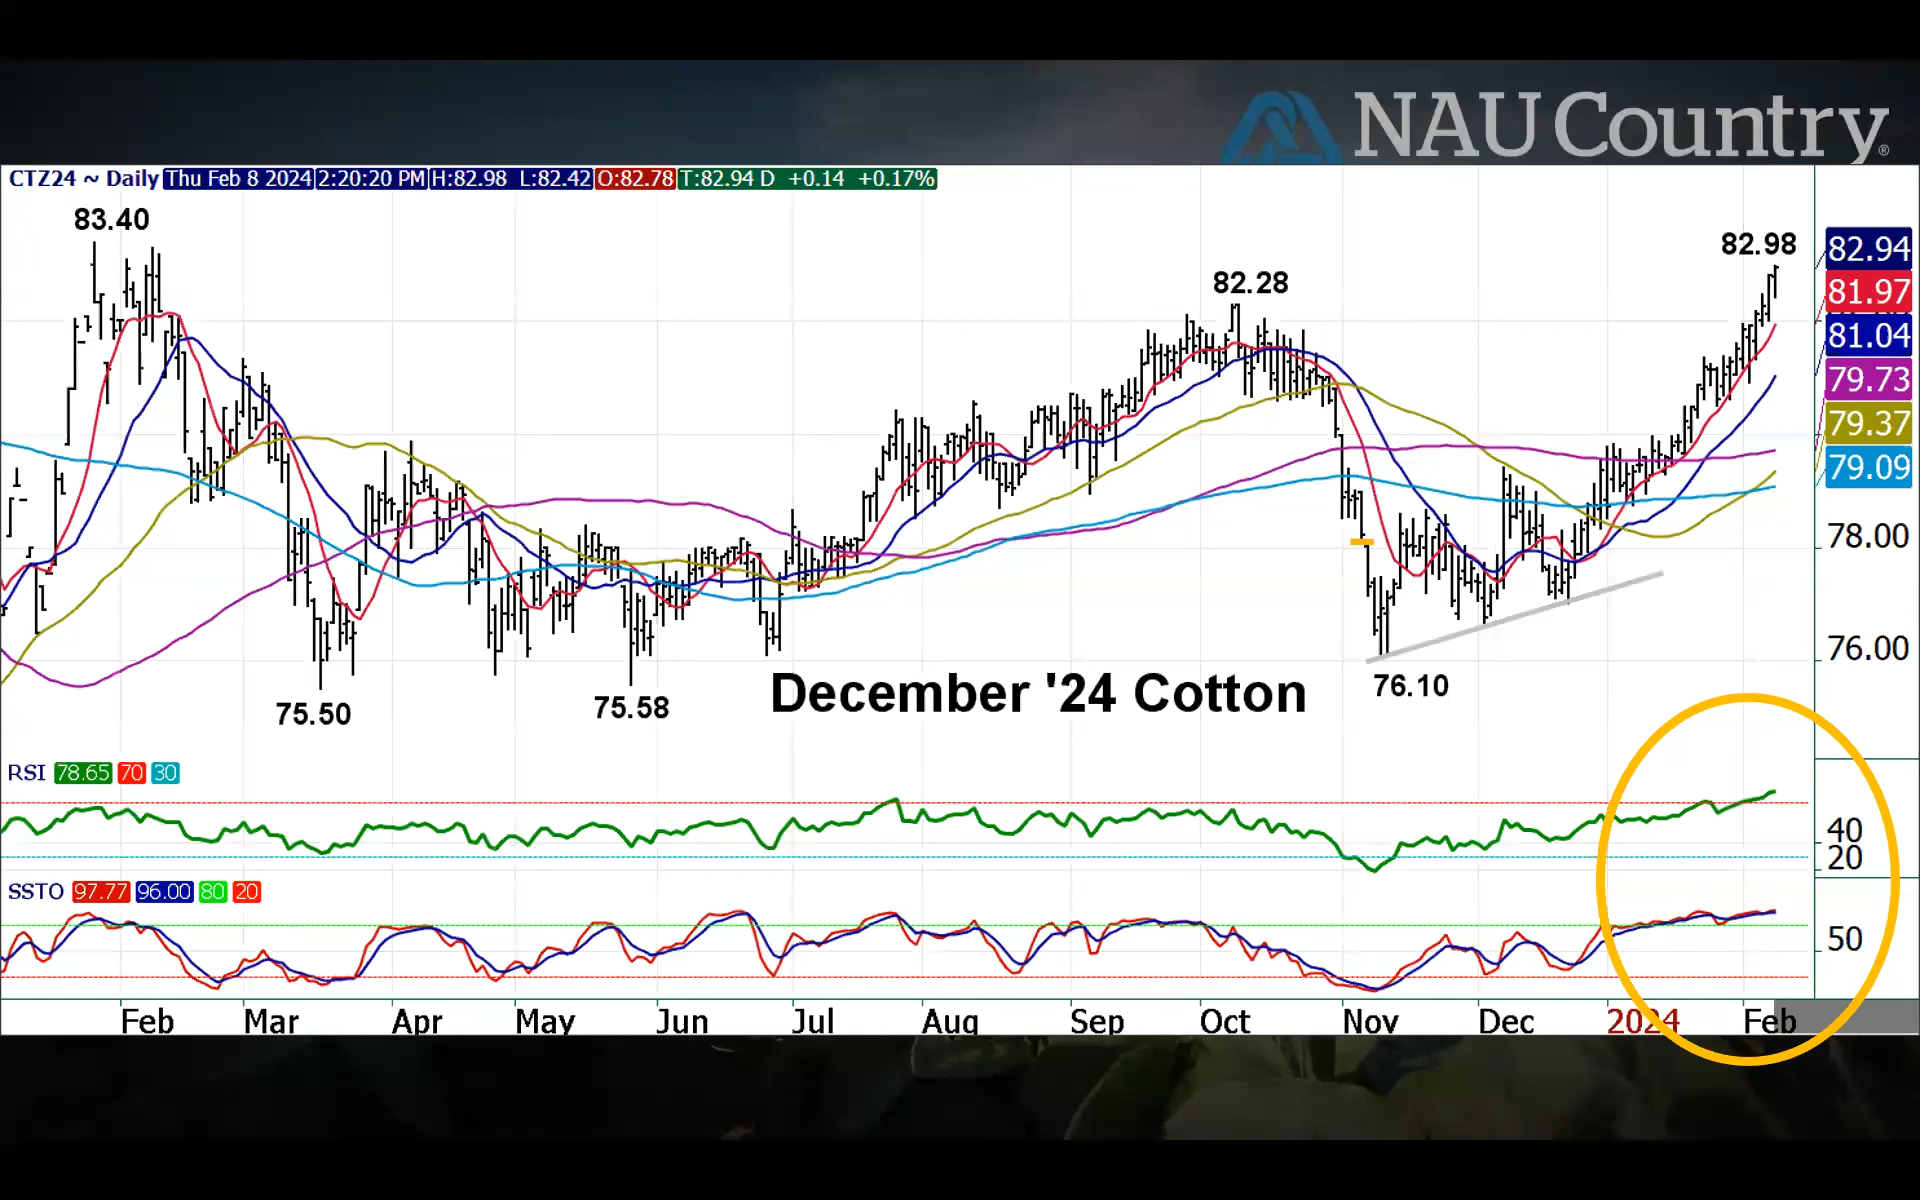 NAU Country®
CTZ24 ~ Daily Thu Feb 8 2024 2:20:20 PM H:82.98 L:82.42 O:82.78 T:82.94 D +0.14 +0.17%
83.40
82.98
82.28
82.94
81.97
81.04
79.73
79.37
79.09
78.00
76.00
75.50
75.58
December '24 Cotton
76.10
RSI 78.65 70 30
40
20
SSTO 97.77 96.00 80 20
50
Feb Mar Apr May Jun Jul Aug Sep Oct Nov Dec 2024 Feb